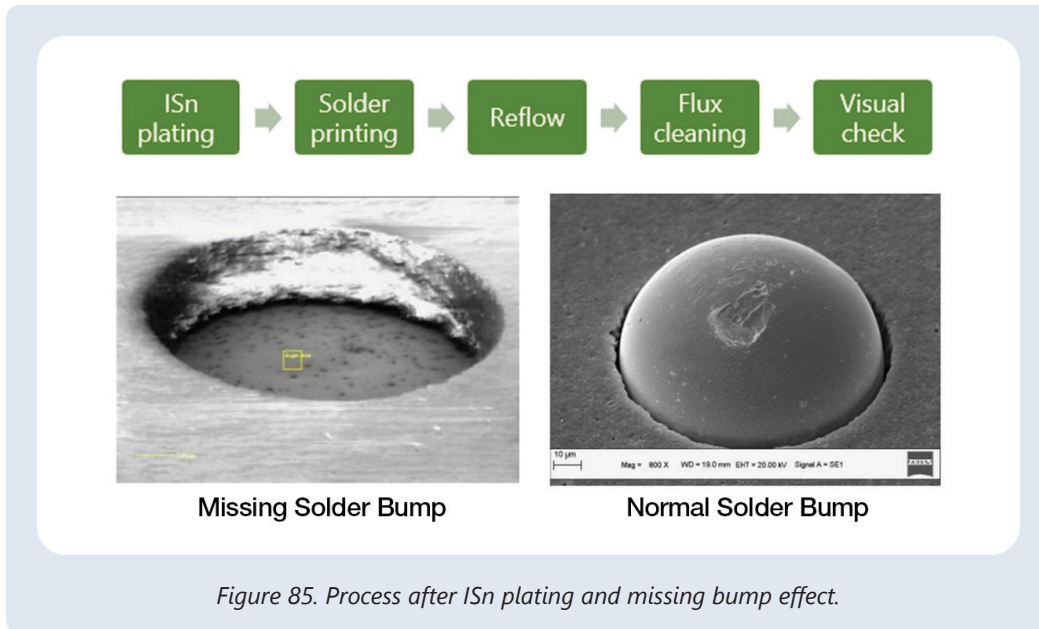 ISn
plating
Solder
printing
Reflow
Flux
cleaning
Visual
check
10 µm
Mag = 800 X WD = 19.0 mm EHT = 20.00 kV Signal A = SE1
Missing Solder Bump
Normal Solder Bump
Figure 85. Process after ISn plating and missing bump effect.